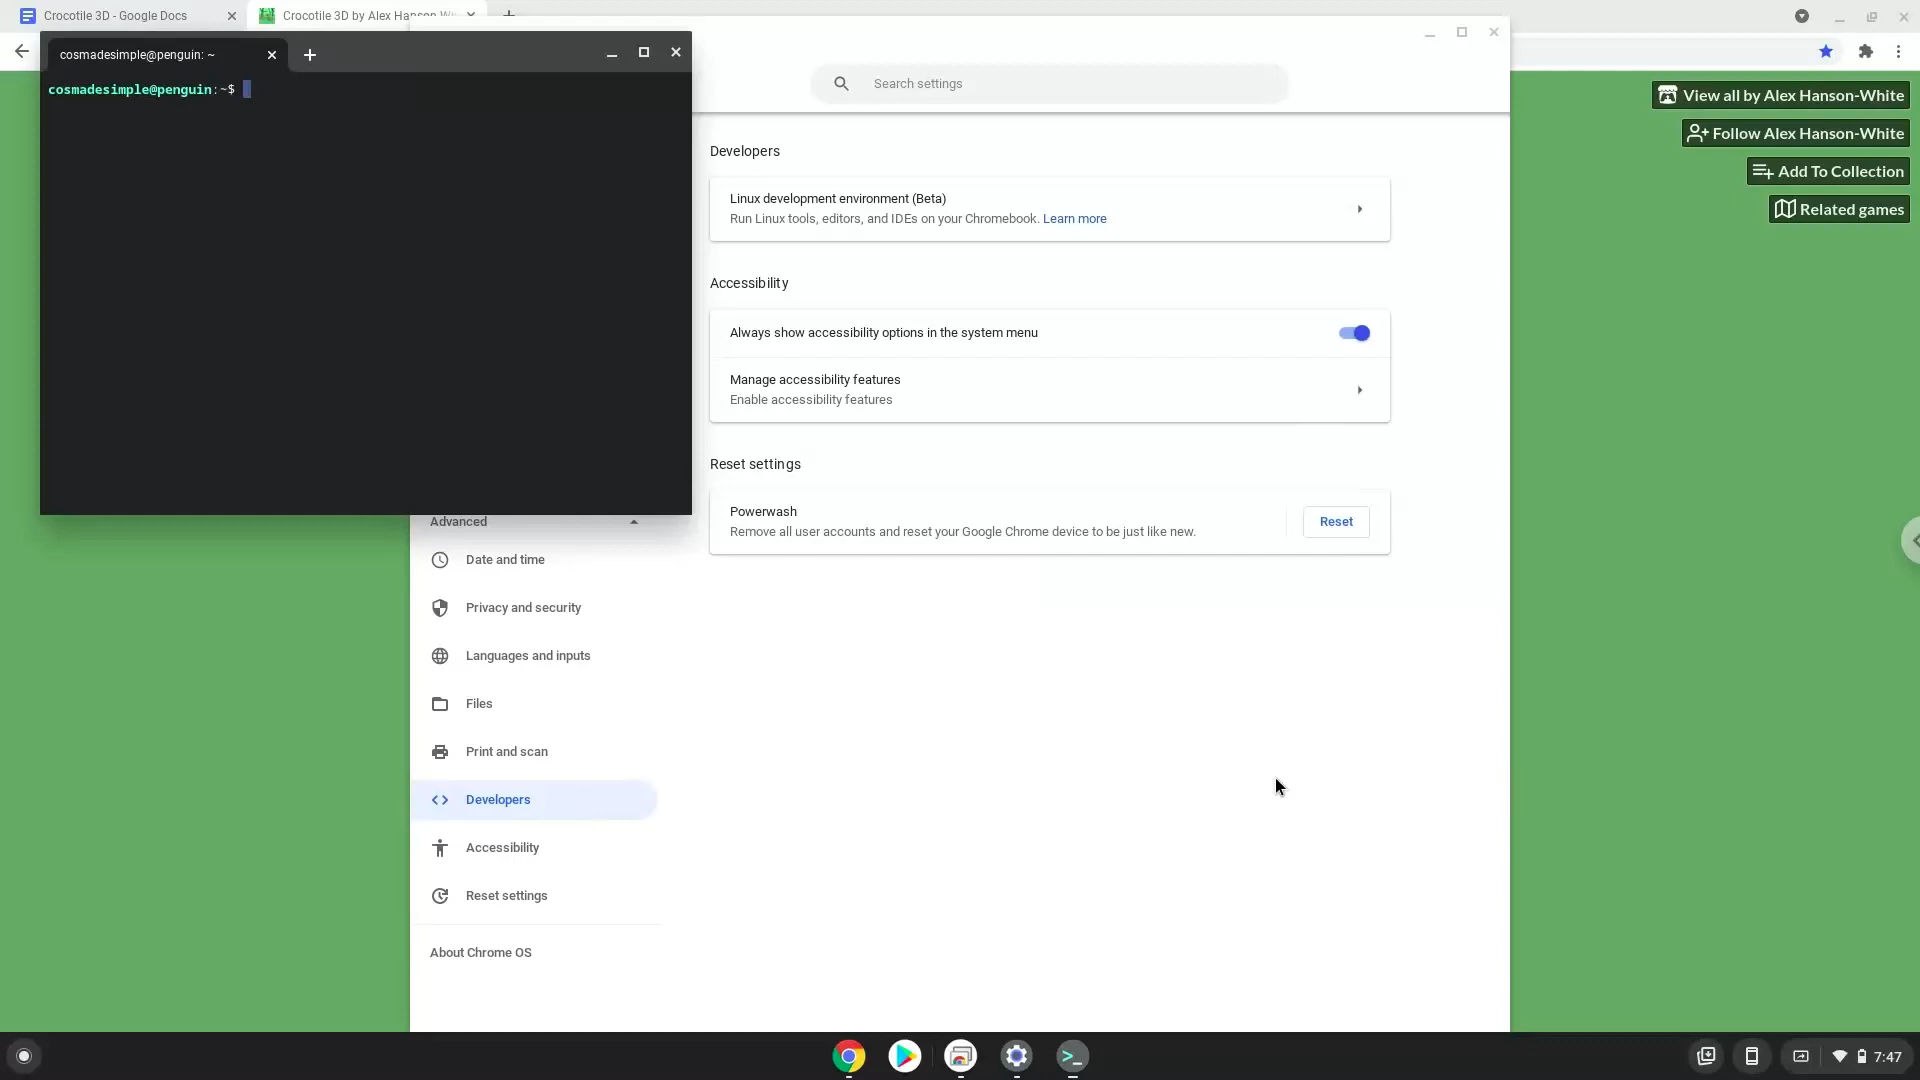 Crocotile 3D - Google Docs
Crocotile 3D by Alex Hanson
cosmadesimple@penguin: ~
cosmadesimple@penguin:~$
Search settings
View all by Alex Hanson-White
Follow Alex Hanson-White
Add To Collection
Related games
Developers
Linux development environment (Beta)
Run Linux tools, editors, and IDEs on your Chromebook. Learn more
Accessibility
Always show accessibility options in the system menu
Manage accessibility features
Enable accessibility features
Reset settings
Powerwash
Remove all user accounts and reset your Google Chrome device to be just like new.
Reset
Advanced
Date and time
Privacy and security
Languages and inputs
Files
Print and scan
Developers
Accessibility
Reset settings
About Chrome OS
7:47